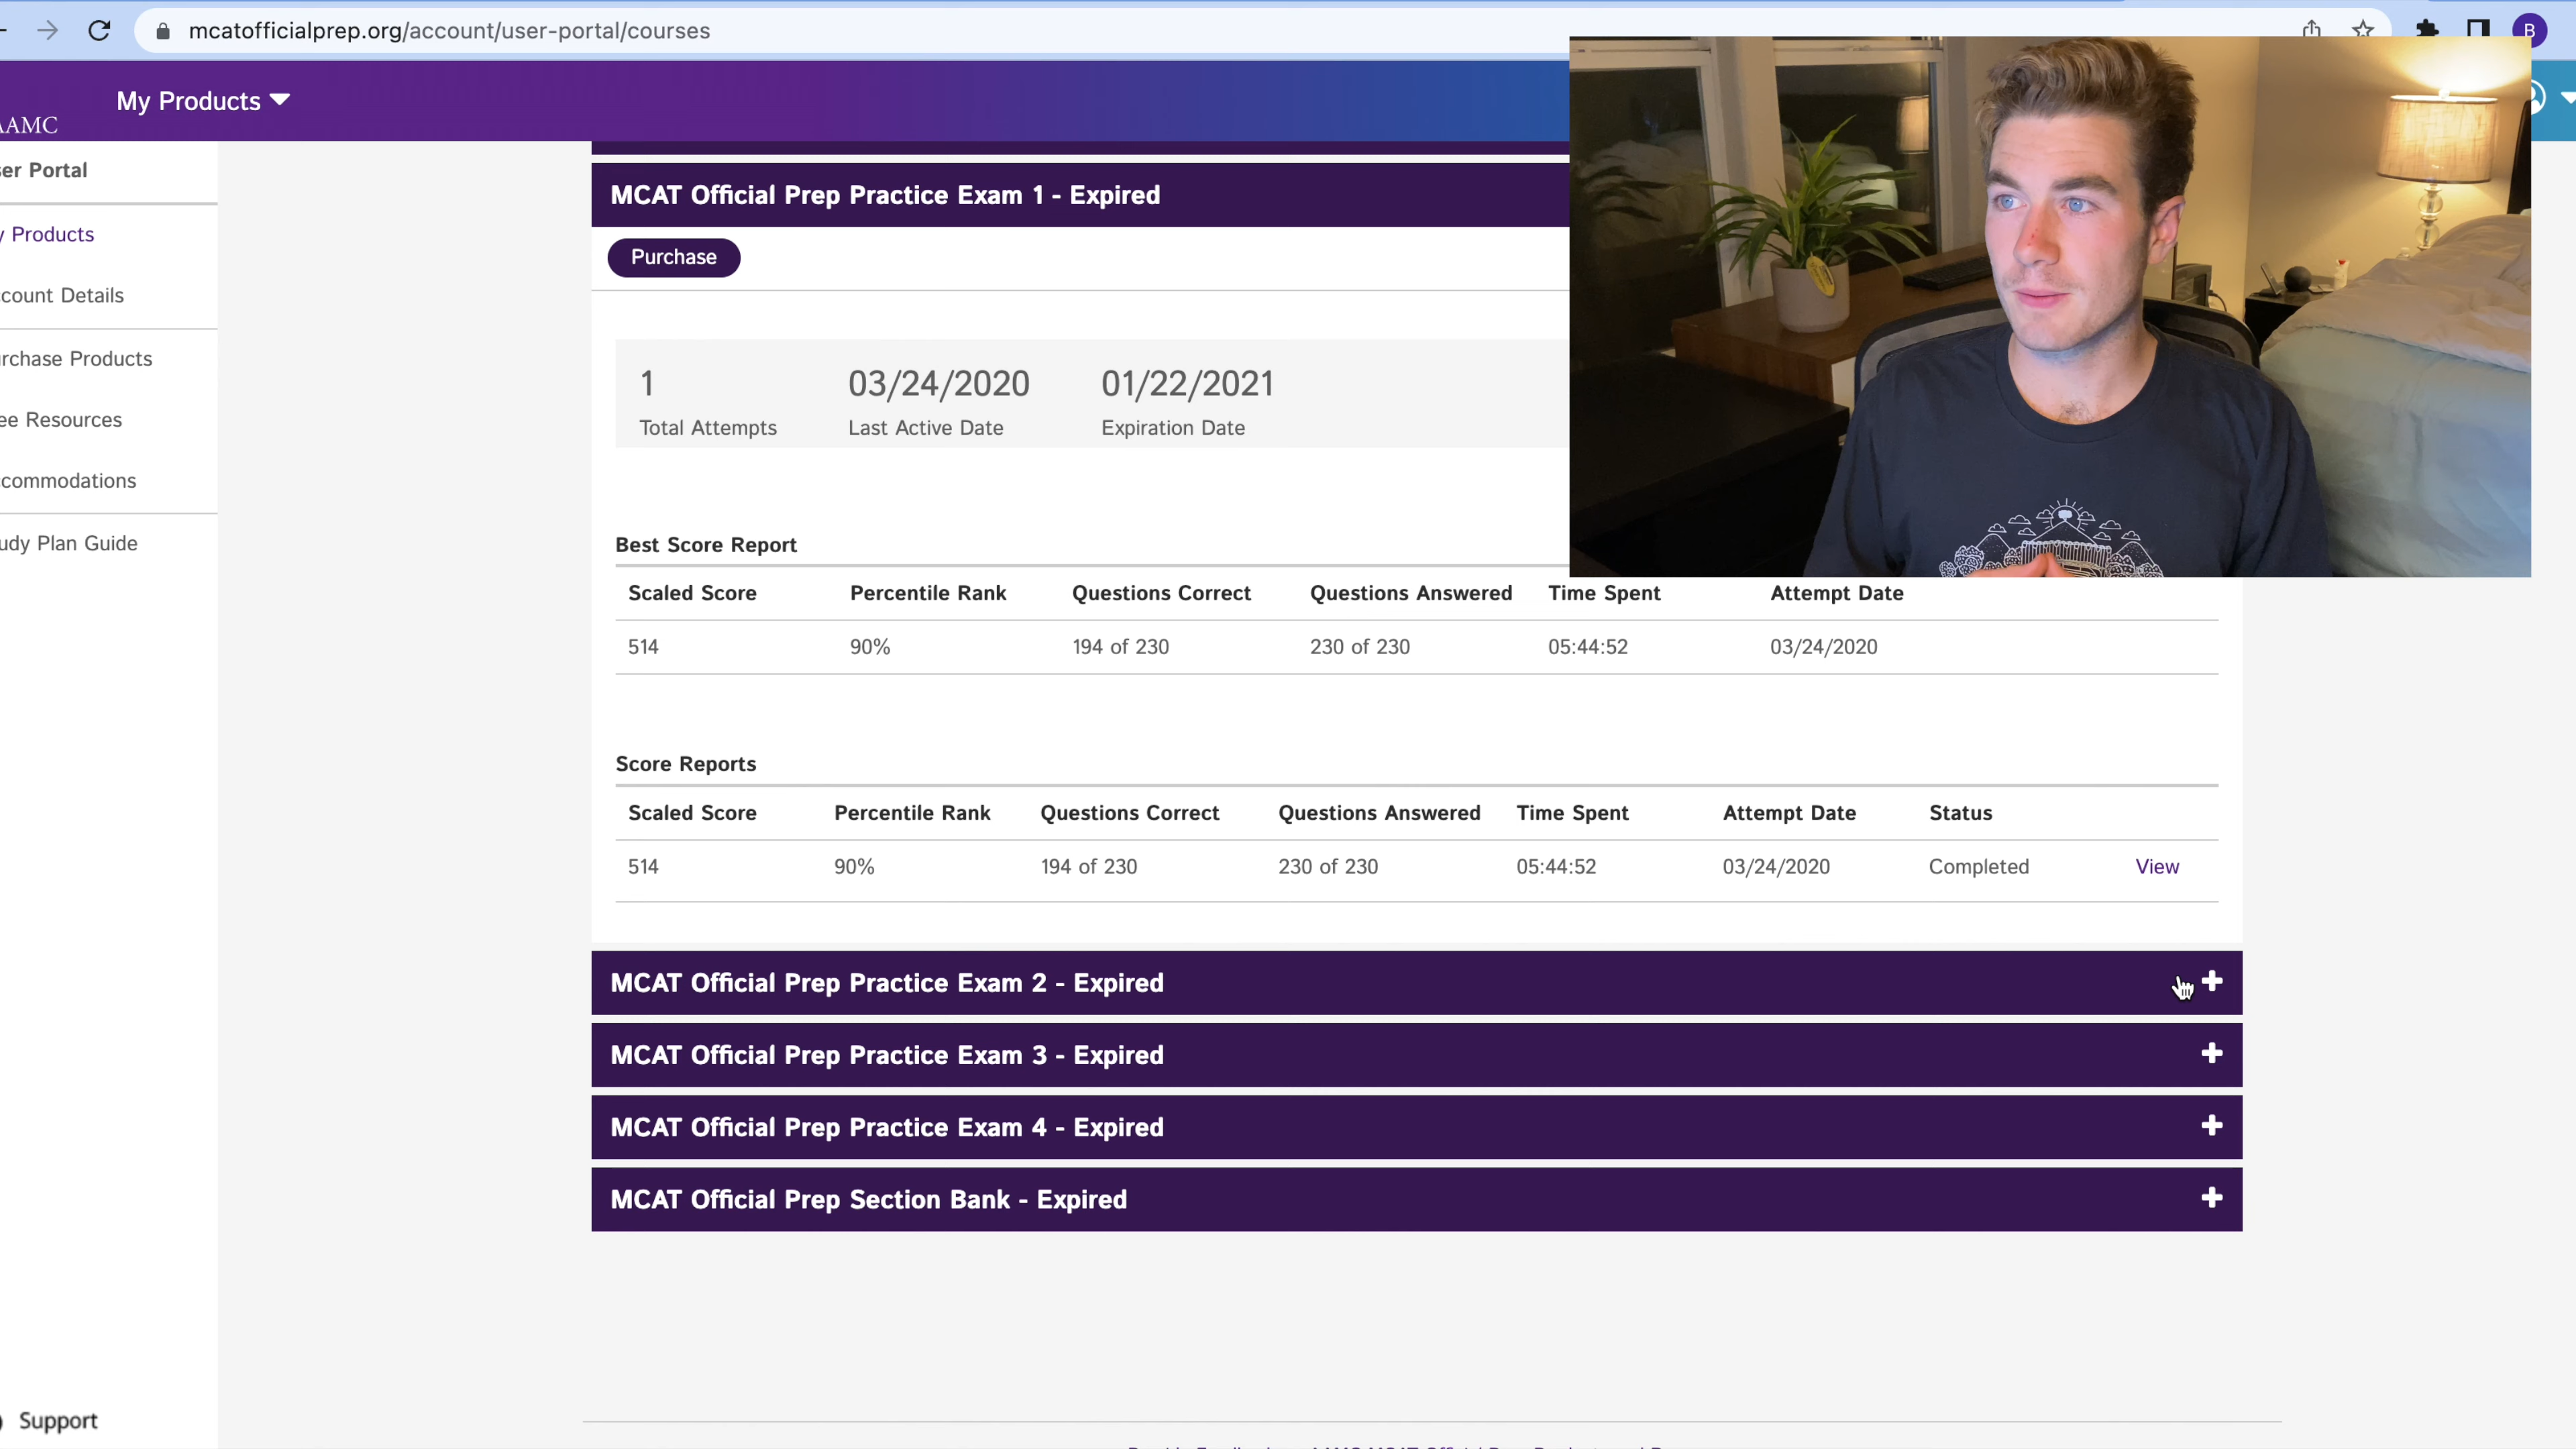 mcatofficialprep.org/account/user-portal/courses
B
My Products
AAMC
er Portal
Products
count Details
rchase Products
ee Resources
commodations
udy Plan Guide
Support
MCAT Official Prep Practice Exam 1 - Expired
Purchase
1 03/24/2020 01/22/2021
Total Attempts Last Active Date Expiration Date
Best Score Report
Scaled Score Percentile Rank Questions Correct Questions Answered Time Spent Attempt Date
514 90% 194 of 230 230 of 230 05:44:52 03/24/2020
Score Reports
Scaled Score Percentile Rank Questions Correct Questions Answered Time Spent Attempt Date Status
514 90% 194 of 230 230 of 230 05:44:52 03/24/2020 Completed View
MCAT Official Prep Practice Exam 2 - Expired
MCAT Official Prep Practice Exam 3 - Expired
MCAT Official Prep Practice Exam 4 - Expired
MCAT Official Prep Section Bank - Expired